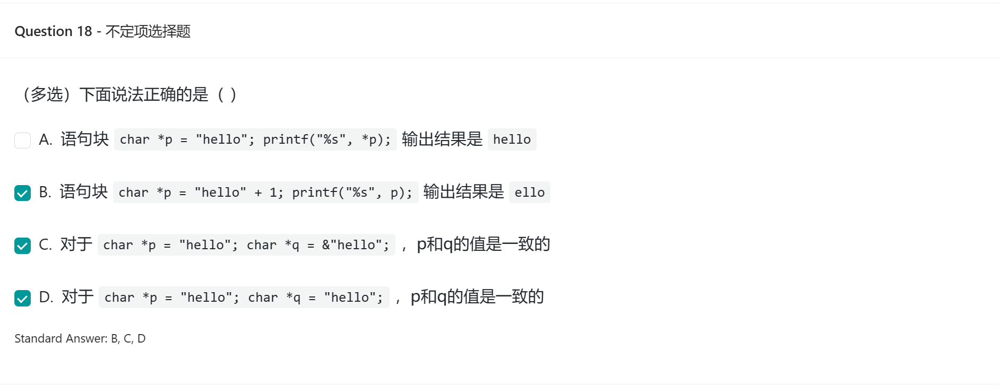 Question 18 - 不定项选择题
（多选）下面说法正确的是（ ）
A. 语句块 char *p = "hello"; printf("%s", *p); 输出结果是 hello
B. 语句块 char *p = "hello" + 1; printf("%s", p); 输出结果是 ello
C. 对于 char *p = "hello"; char *q = &"hello"; ，p和q的值是一致的
D. 对于 char *p = "hello"; char *q = "hello"; ，p和q的值是一致的
Standard Answer: B, C, D